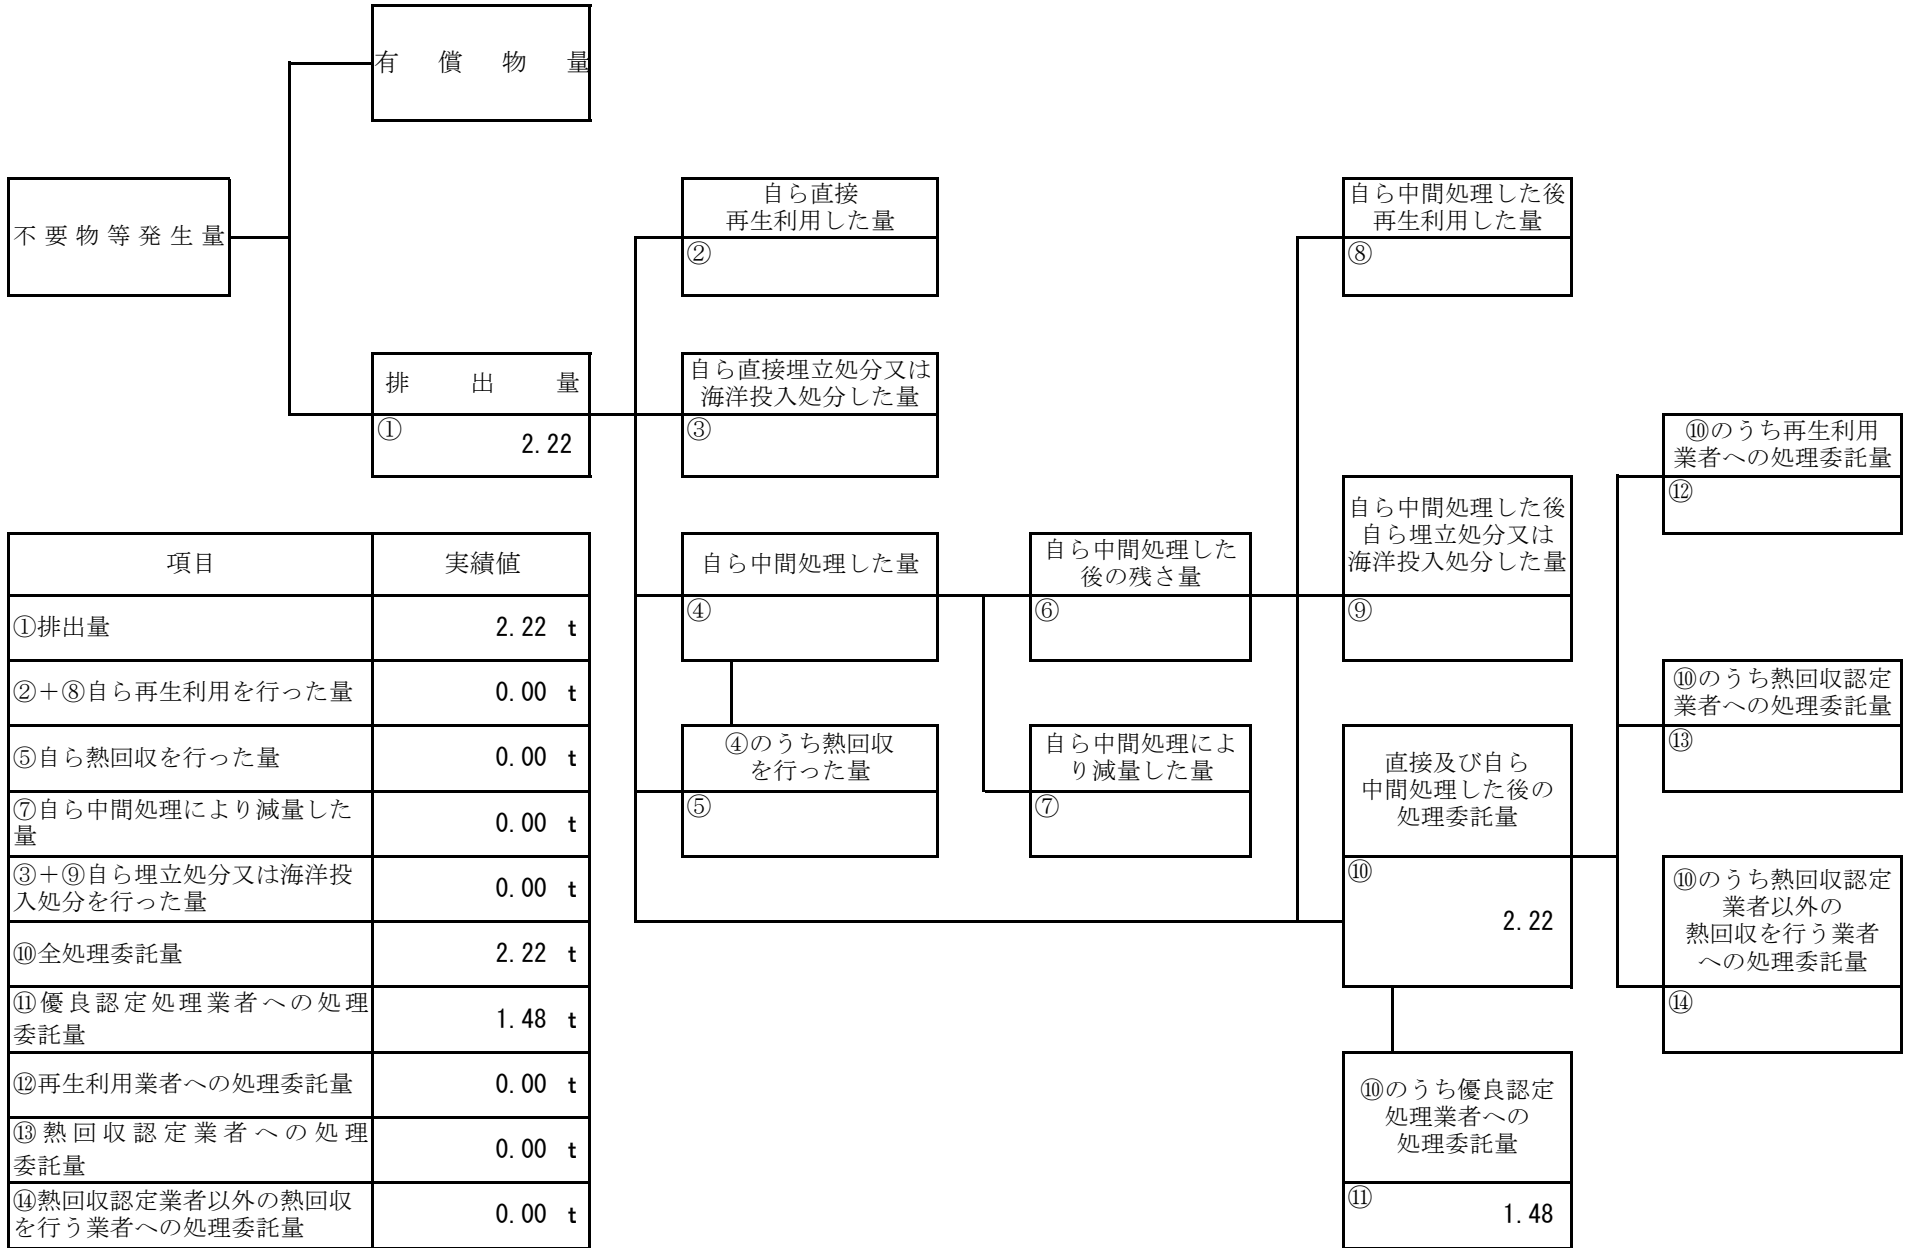 有償物量
不要物等発生量
排出量
①
2.22
自ら直接
再生利用した量
②
自ら直接埋立処分又は
海洋投入処分した量
③
自ら中間処理した量
④
④のうち熱回収
を行った量
⑤
自ら中間処理した
後の残さ量
⑥
自ら中間処理によ
り減量した量
⑦
自ら中間処理した後
再生利用した量
⑧
自ら中間処理した後
自ら埋立処分又は
海洋投入処分した量
⑨
直接及び自ら
中間処理した後の
処理委託量
⑩
2.22
⑩のうち優良認定
処理業者への
処理委託量
⑪
1.48
⑩のうち再生利用
業者への処理委託量
⑫
⑩のうち熱回収認定
業者への処理委託量
⑬
⑩のうち熱回収認定
業者以外の
熱回収を行う業者
への処理委託量
⑭
項目 実績値
①排出量 2.22 t
②+⑧自ら再生利用を行った量 0.00 t
⑤自ら熱回収を行った量 0.00 t
⑦自ら中間処理により減量した
量 0.00 t
③+⑨自ら埋立処分又は海洋投
入処分を行った量 0.00 t
⑩全処理委託量 2.22 t
⑪優良認定処理業者への処理
委託量 1.48 t
⑫再生利用業者への処理委託量 0.00 t
⑬熱回収認定業者への処理
委託量 0.00 t
⑭熱回収認定業者以外の熱回収
を行う業者への処理委託量 0.00 t